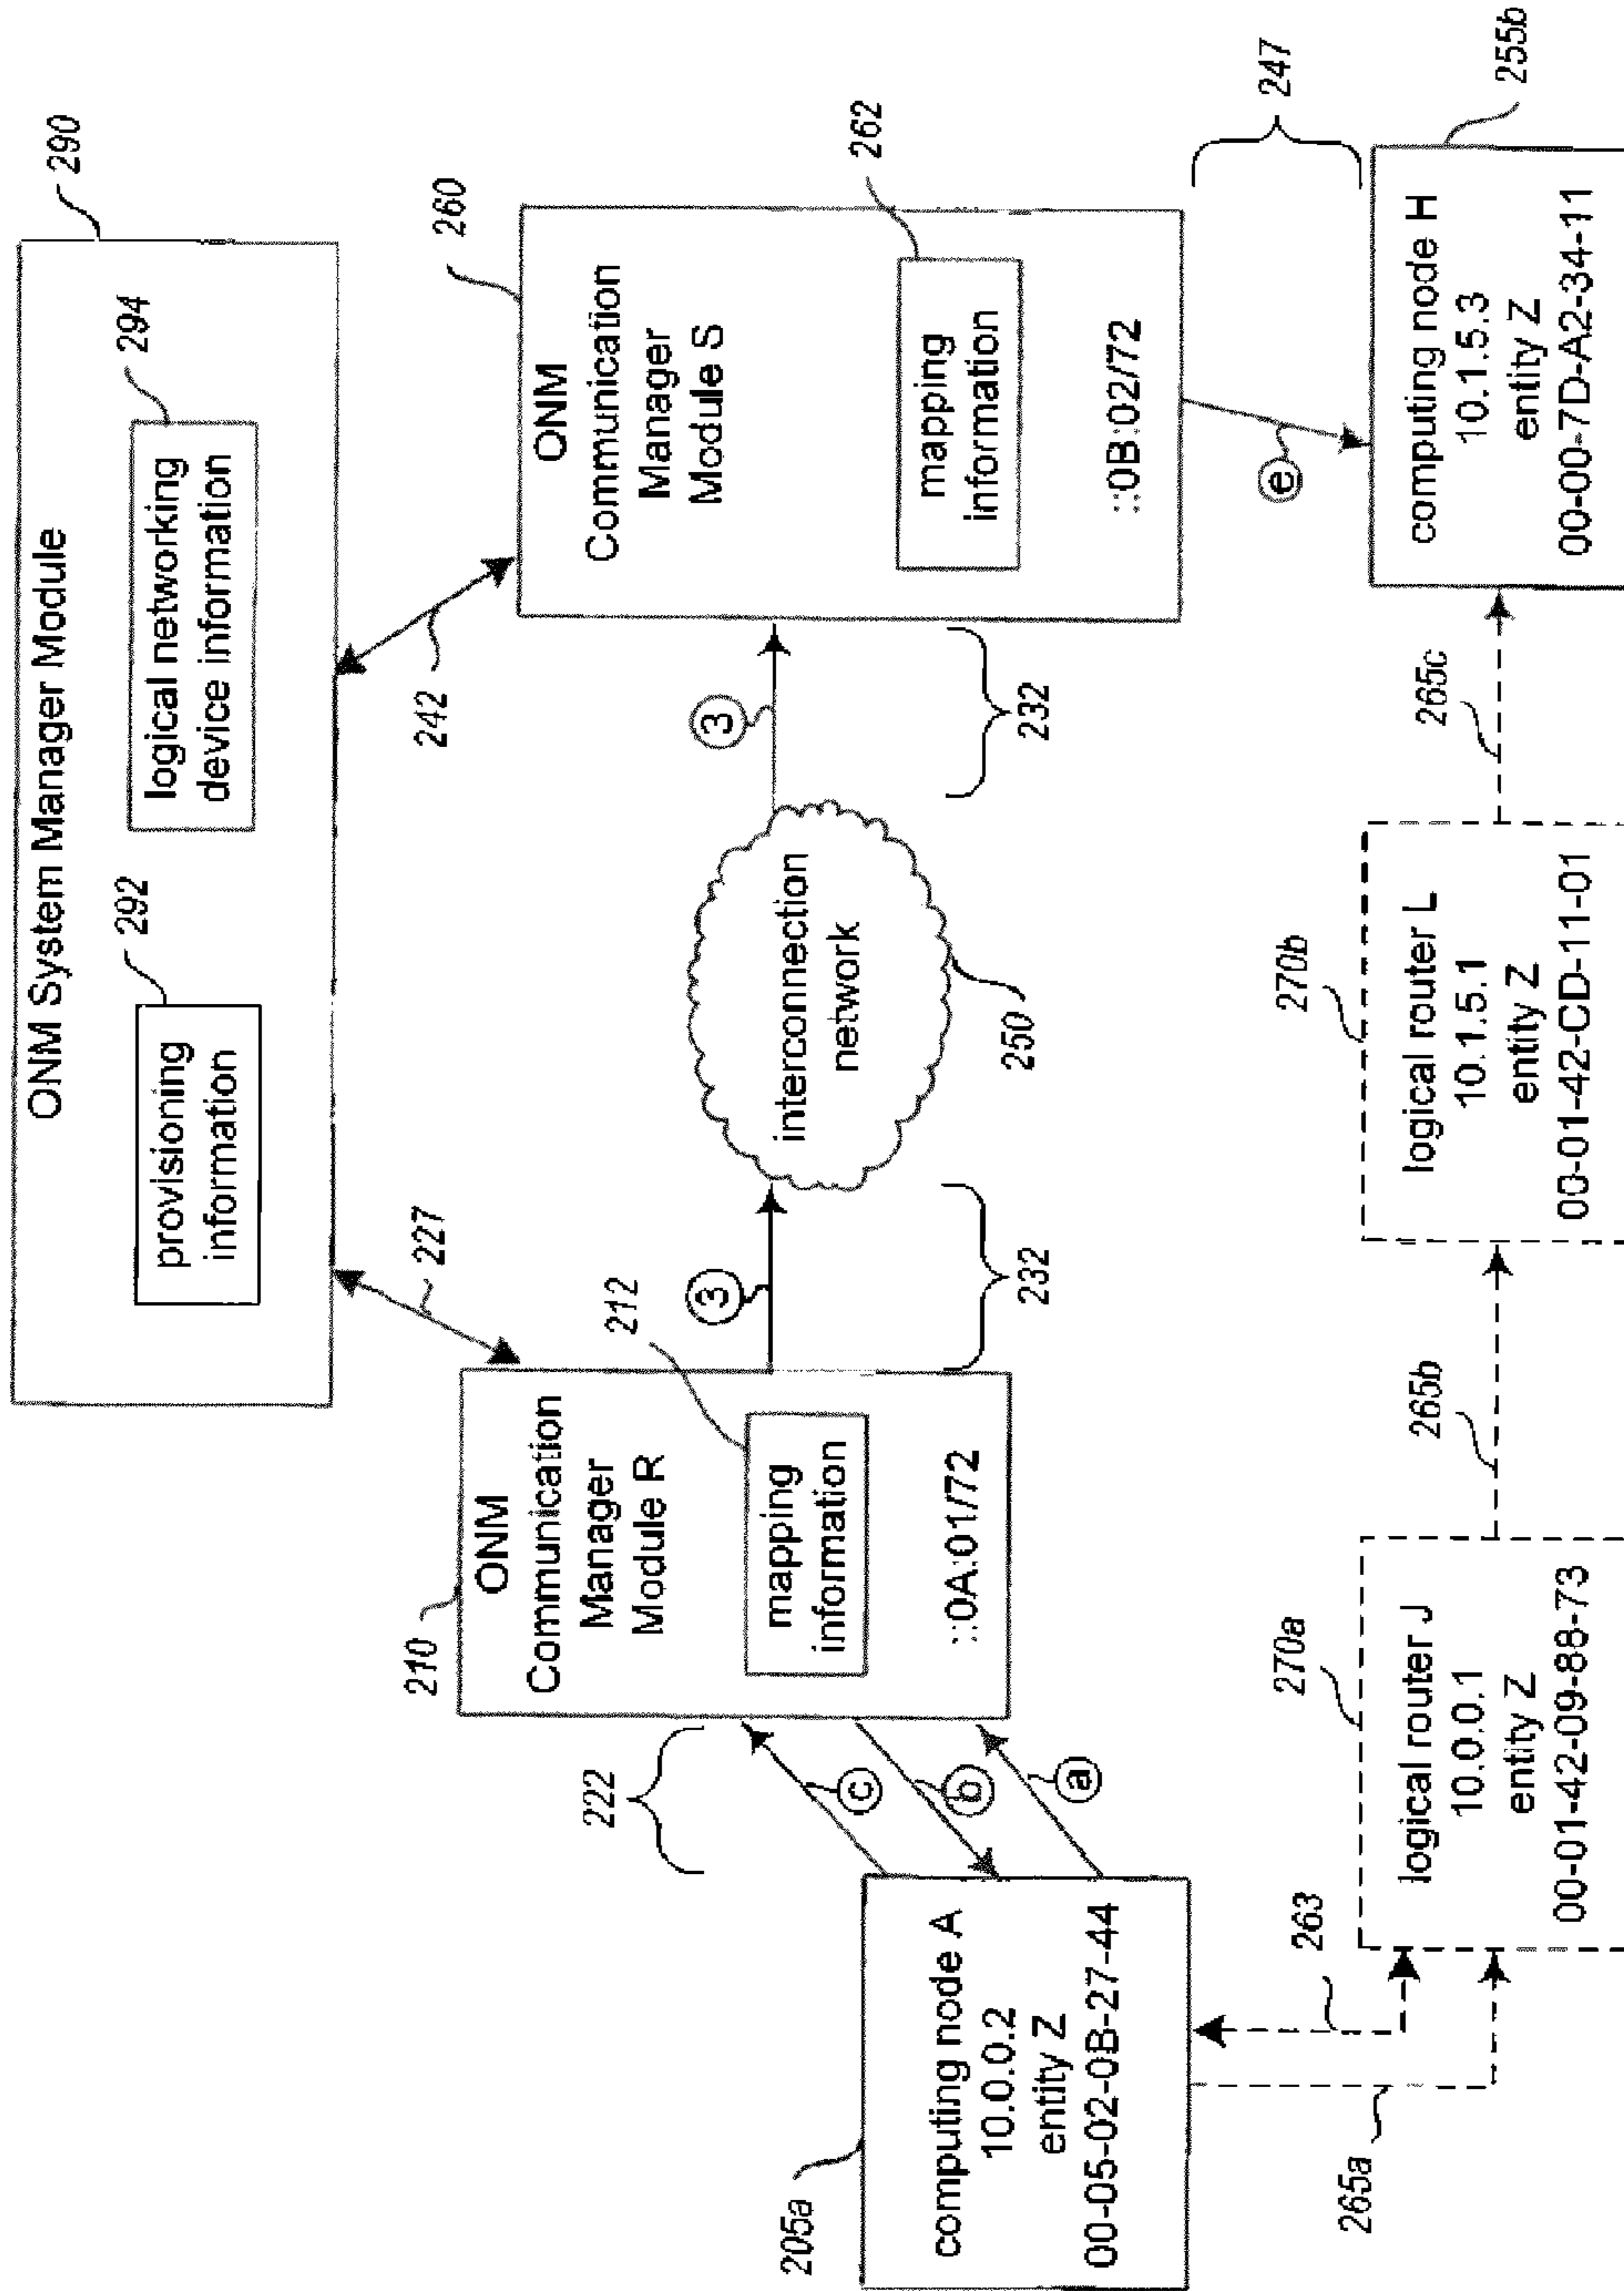 ONM System Manager Module
290
provisioning
information
292
logical networking
device information
294
227
242
210
ONM
Communication
Manager
Module R
mapping
information
212
::0A:01/72
3
232
interconnection
network
250
3
232
260
ONM
Communication
Manager
Module S
mapping
information
262
::0B:02/72
222
c
b
a
e
247
205a
computing node A
10.0.0.2
entity Z
00-05-02-0B-27-44
263
265a
270a
logical router J
10.0.0.1
entity Z
00-01-42-09-88-73
265b
270b
logical router L
10.1.5.1
entity Z
00-01-42-CD-11-01
265c
255b
computing node H
10.1.5.3
entity Z
00-00-7D-A2-34-11